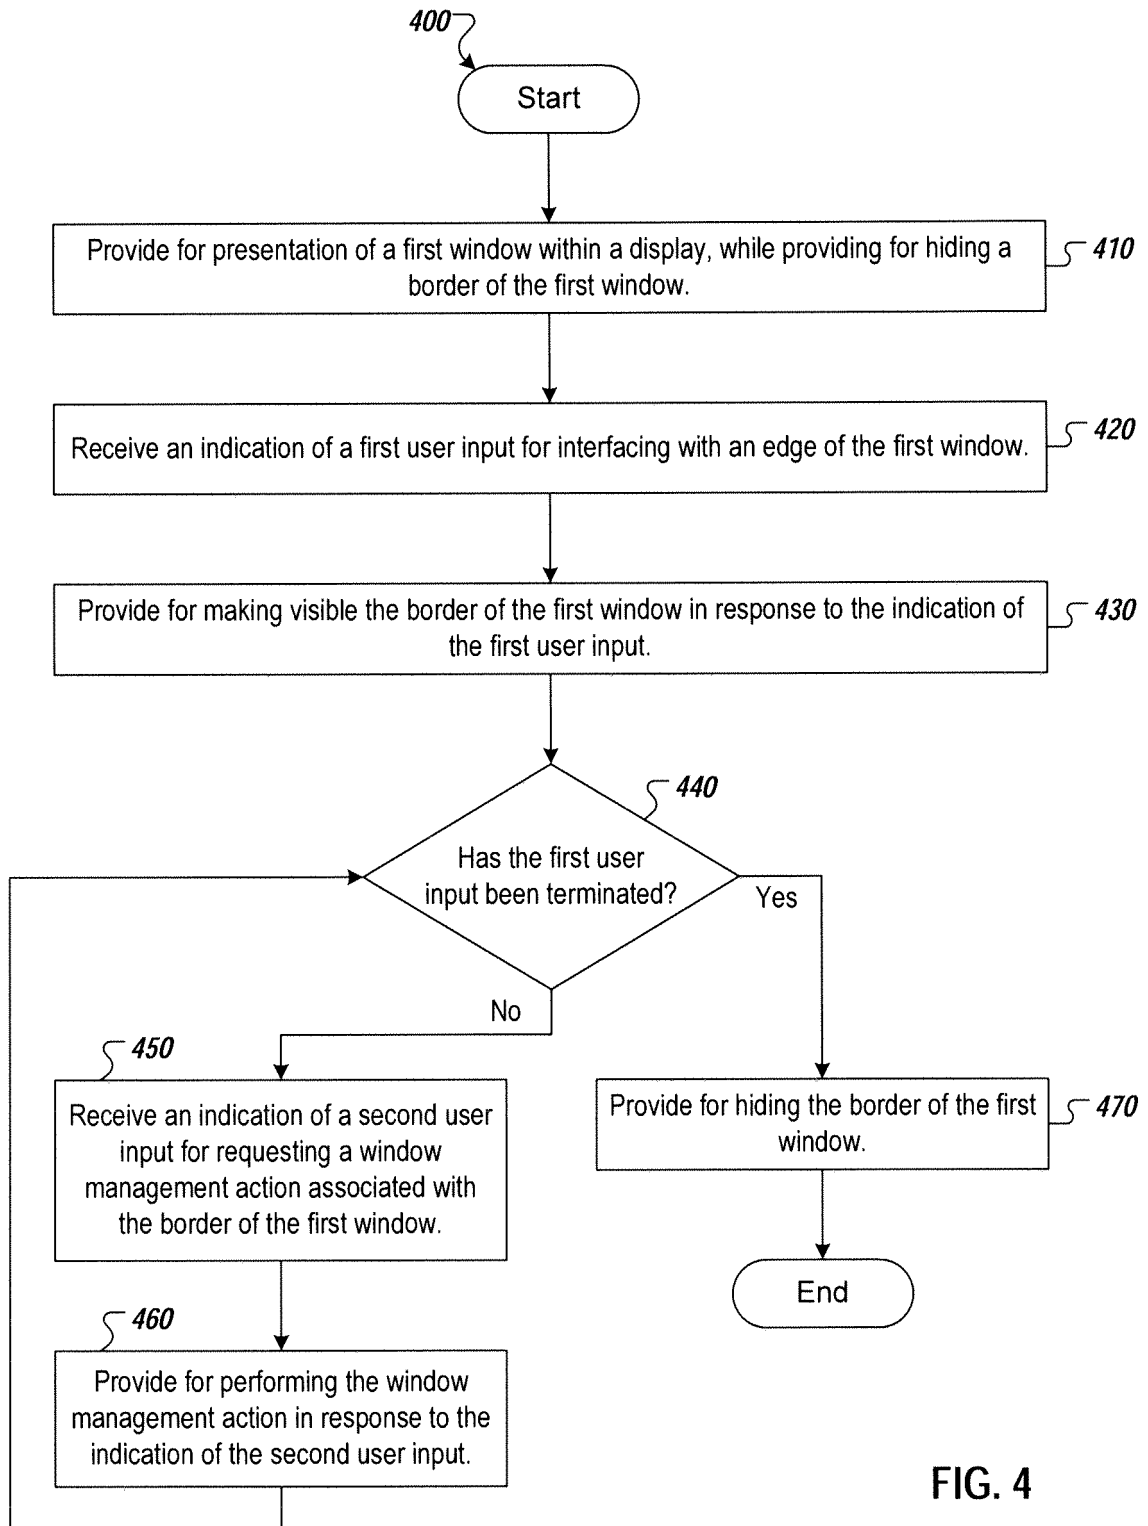 400
Start
Provide for presentation of a first window within a display, while providing for hiding a
border of the first window.
410
Receive an indication of a first user input for interfacing with an edge of the first window.
420
Provide for making visible the border of the first window in response to the indication of
the first user input.
430
440
Has the first user
input been terminated?
Yes
No
450
Receive an indication of a second user
input for requesting a window
management action associated with
the border of the first window.
Provide for hiding the border of the first
window.
470
End
460
Provide for performing the window
management action in response to the
indication of the second user input.
FIG. 4